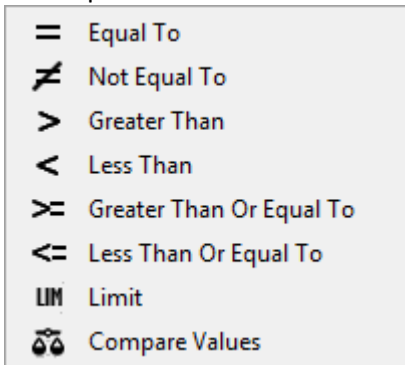 = Equal To
≠ Not Equal To
> Greater Than
< Less Than
>= Greater Than Or Equal To
<= Less Than Or Equal To
LIM Limit
Compare Values